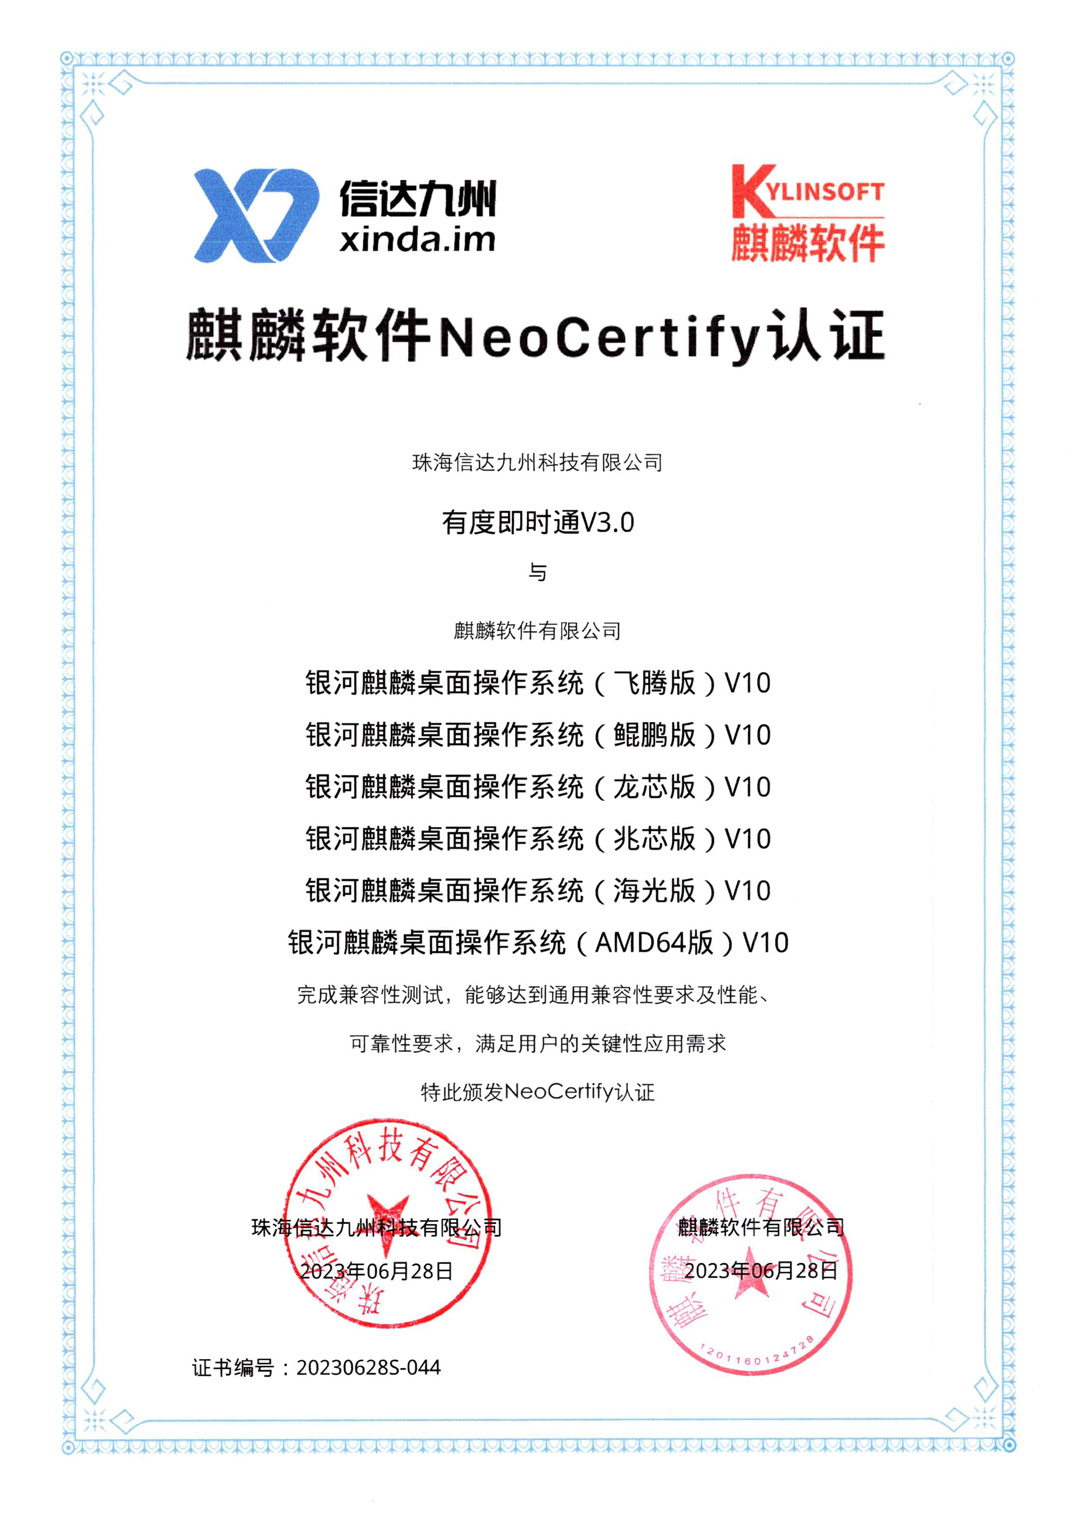 信达九州
xinda.im
KYLINSOFT
麒麟软件
麒麟软件NeoCertify认证
珠海信达九州科技有限公司
有度即时通V3.0
与
麒麟软件有限公司
银河麒麟桌面操作系统（飞腾版）V10
银河麒麟桌面操作系统（鲲鹏版）V10
银河麒麟桌面操作系统（龙芯版）V10
银河麒麟桌面操作系统（兆芯版）V10
银河麒麟桌面操作系统（海光版）V10
银河麒麟桌面操作系统（AMD64版）V10
完成兼容性测试，能够达到通用兼容性要求及性能、
可靠性要求，满足用户的关键性应用需求
特此颁发NeoCertify认证
珠海信达九州科技有限公司
珠海信达九州科技有限公司
2023年06月28日
麒麟软件有限公司
麒麟软件有限公司
2023年06月28日
1201160124728
证书编号：20230628S-044